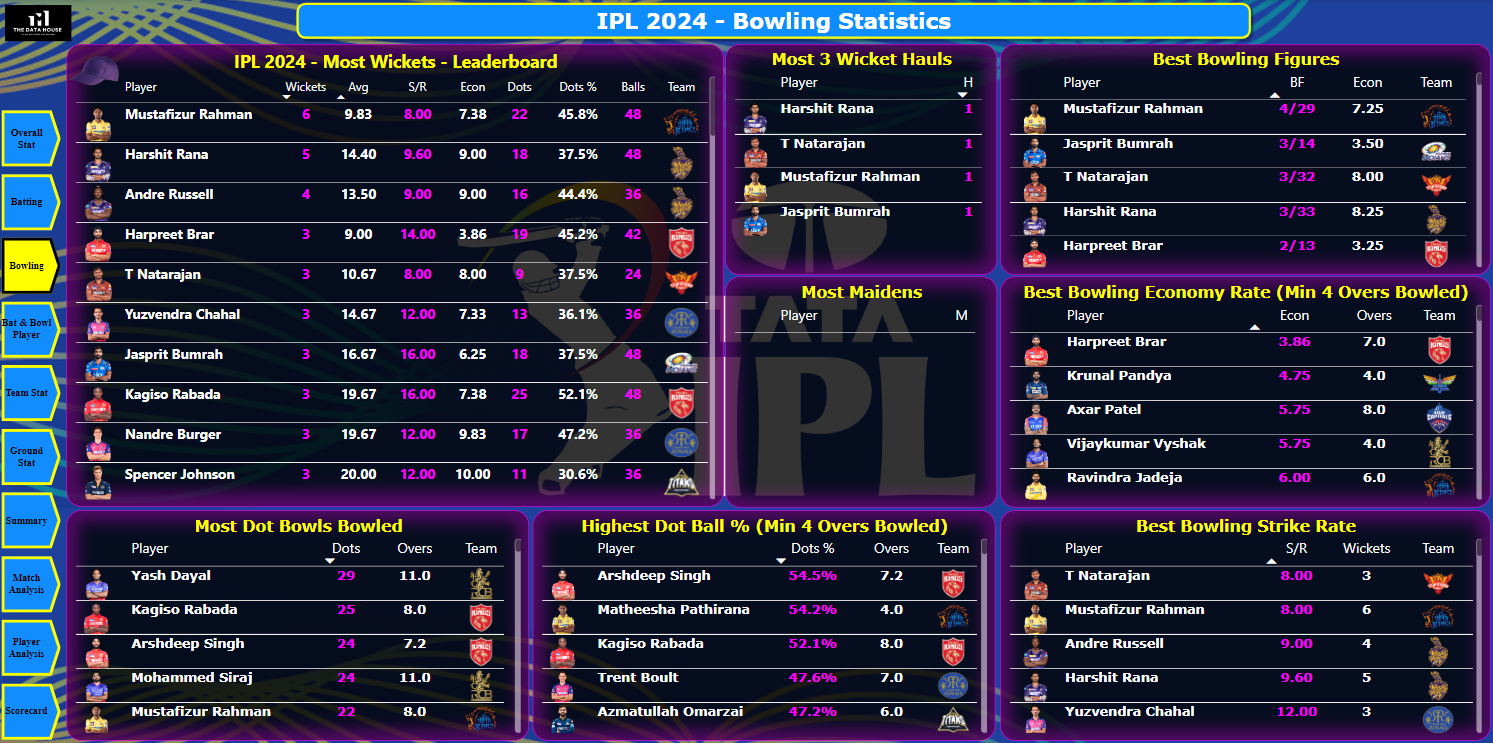 THE DATA HOUSE
IPL 2024 - Bowling Statistics
Overall
Stat
Batting
Bowling
Bat & Bowl
Player
Team Stat
Ground
Stat
Summary
Match
Analysis
Player
Analysis
Scorecard
IPL 2024 - Most Wickets - Leaderboard
Player Wickets Avg S/R Econ Dots Dots % Balls Team
Mustafizur Rahman 6 9.83 8.00 7.38 22 45.8% 48
Harshit Rana 5 14.40 9.60 9.00 18 37.5% 48
Andre Russell 4 13.50 9.00 9.00 16 44.4% 36
Harpreet Brar 3 9.00 14.00 3.86 19 45.2% 42
T Natarajan 3 10.67 8.00 8.00 9 37.5% 24
Yuzvendra Chahal 3 14.67 12.00 7.33 13 36.1% 36
Jasprit Bumrah 3 16.67 16.00 6.25 18 37.5% 48
Kagiso Rabada 3 19.67 16.00 7.38 25 52.1% 48
Nandre Burger 3 19.67 12.00 9.83 17 47.2% 36
Spencer Johnson 3 20.00 12.00 10.00 11 30.6% 36
Most 3 Wicket Hauls
Player H
Harshit Rana 1
T Natarajan 1
Mustafizur Rahman 1
Jasprit Bumrah 1
Best Bowling Figures
Player BF Econ Team
Mustafizur Rahman 4/29 7.25
Jasprit Bumrah 3/14 3.50
T Natarajan 3/32 8.00
Harshit Rana 3/33 8.25
Harpreet Brar 2/13 3.25
Most Maidens
Player M
TATA
IPL
Best Bowling Economy Rate (Min 4 Overs Bowled)
Player Econ Overs Team
Harpreet Brar 3.86 7.0
Krunal Pandya 4.75 4.0
Axar Patel 5.75 8.0
Vijaykumar Vyshak 5.75 4.0
Ravindra Jadeja 6.00 6.0
Most Dot Bowls Bowled
Player Dots Overs Team
Yash Dayal 29 11.0
Kagiso Rabada 25 8.0
Arshdeep Singh 24 7.2
Mohammed Siraj 24 11.0
Mustafizur Rahman 22 8.0
Highest Dot Ball % (Min 4 Overs Bowled)
Player Dots % Overs Team
Arshdeep Singh 54.5% 7.2
Matheesha Pathirana 54.2% 4.0
Kagiso Rabada 52.1% 8.0
Trent Boult 47.6% 7.0
Azmatullah Omarzai 47.2% 6.0
TITANS
Best Bowling Strike Rate
Player S/R Wickets Team
T Natarajan 8.00 3
Mustafizur Rahman 8.00 6
Andre Russell 9.00 4
Harshit Rana 9.60 5
Yuzvendra Chahal 12.00 3